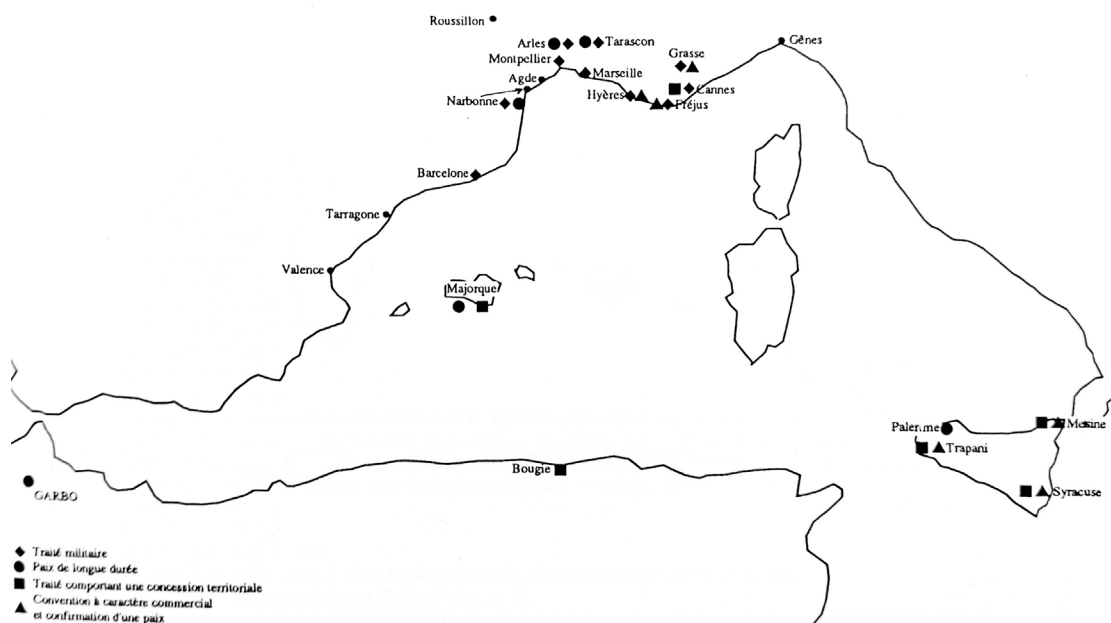 Roussillon
Arles
Tarascon
Gênes
Montpellier
Grasse
Marseille
Agde
Hyères
Cannes
Narbonne
Fréjus
Barcelone
Tarragone
Valence
Majorque
Palerme
Messine
Trapani
Bougie
GARBO
Syracuse
Traité militaire
Paix de longue durée
Traité comportant une concession territoriale
Convention à caractère commercial
et confirmation d'une paix